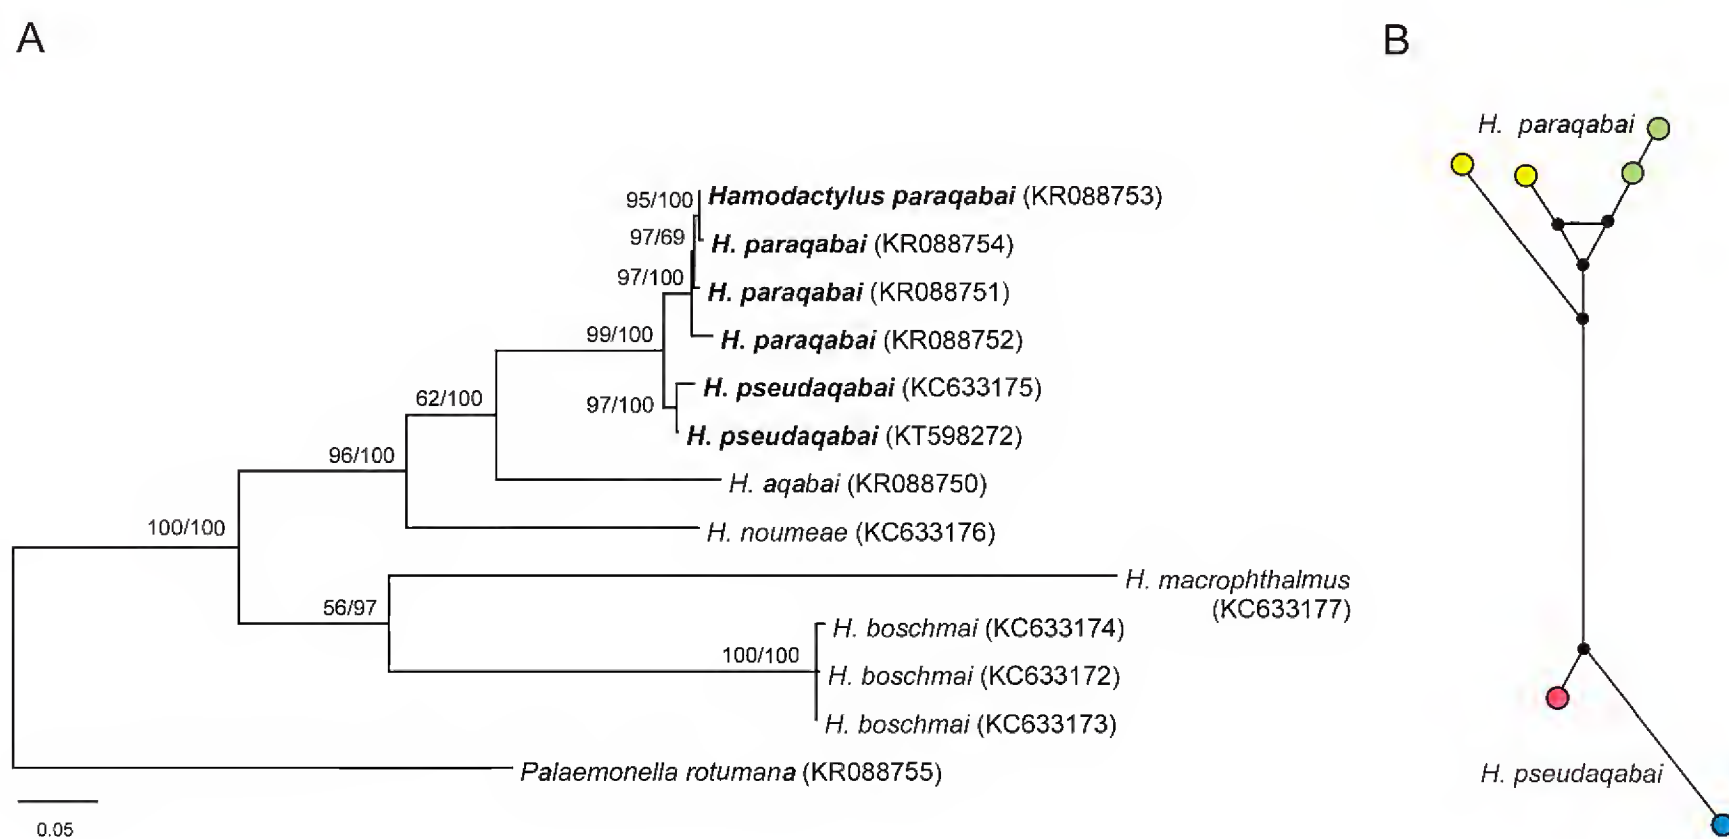 A
B
H. paraqabai
95/100
Hamodactylus paraqabai (KR088753)
97/69
H. paraqabai (KR088754)
97/100
H. paraqabai (KR088751)
99/100
H. paraqabai (KR088752)
62/100
97/100
H. pseudaqabai (KC633175)
H. pseudaqabai (KT598272)
96/100
H. aqabai (KR088750)
100/100
H. noumeae (KC633176)
56/97
H. macrophthalmus
(KC633177)
H. boschmai (KC633174)
100/100
H. boschmai (KC633172)
H. boschmai (KC633173)
Palaemonella rotumana (KR088755)
H. pseudaqabai
0.05